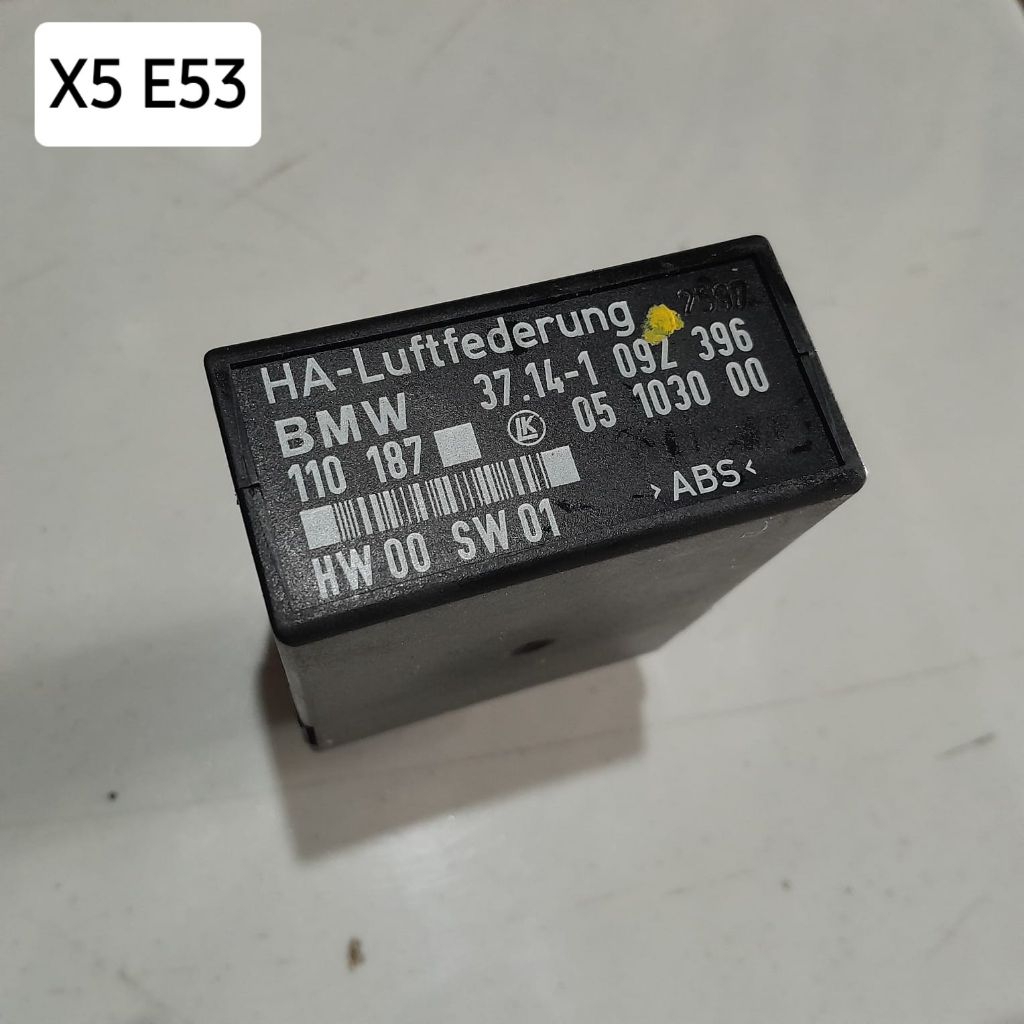 X5 E53
HA-Luftfederung
BMW 37.14-1 092 396
110 187 LK 05 1030 00
>ABS<
HW 00 SW 01